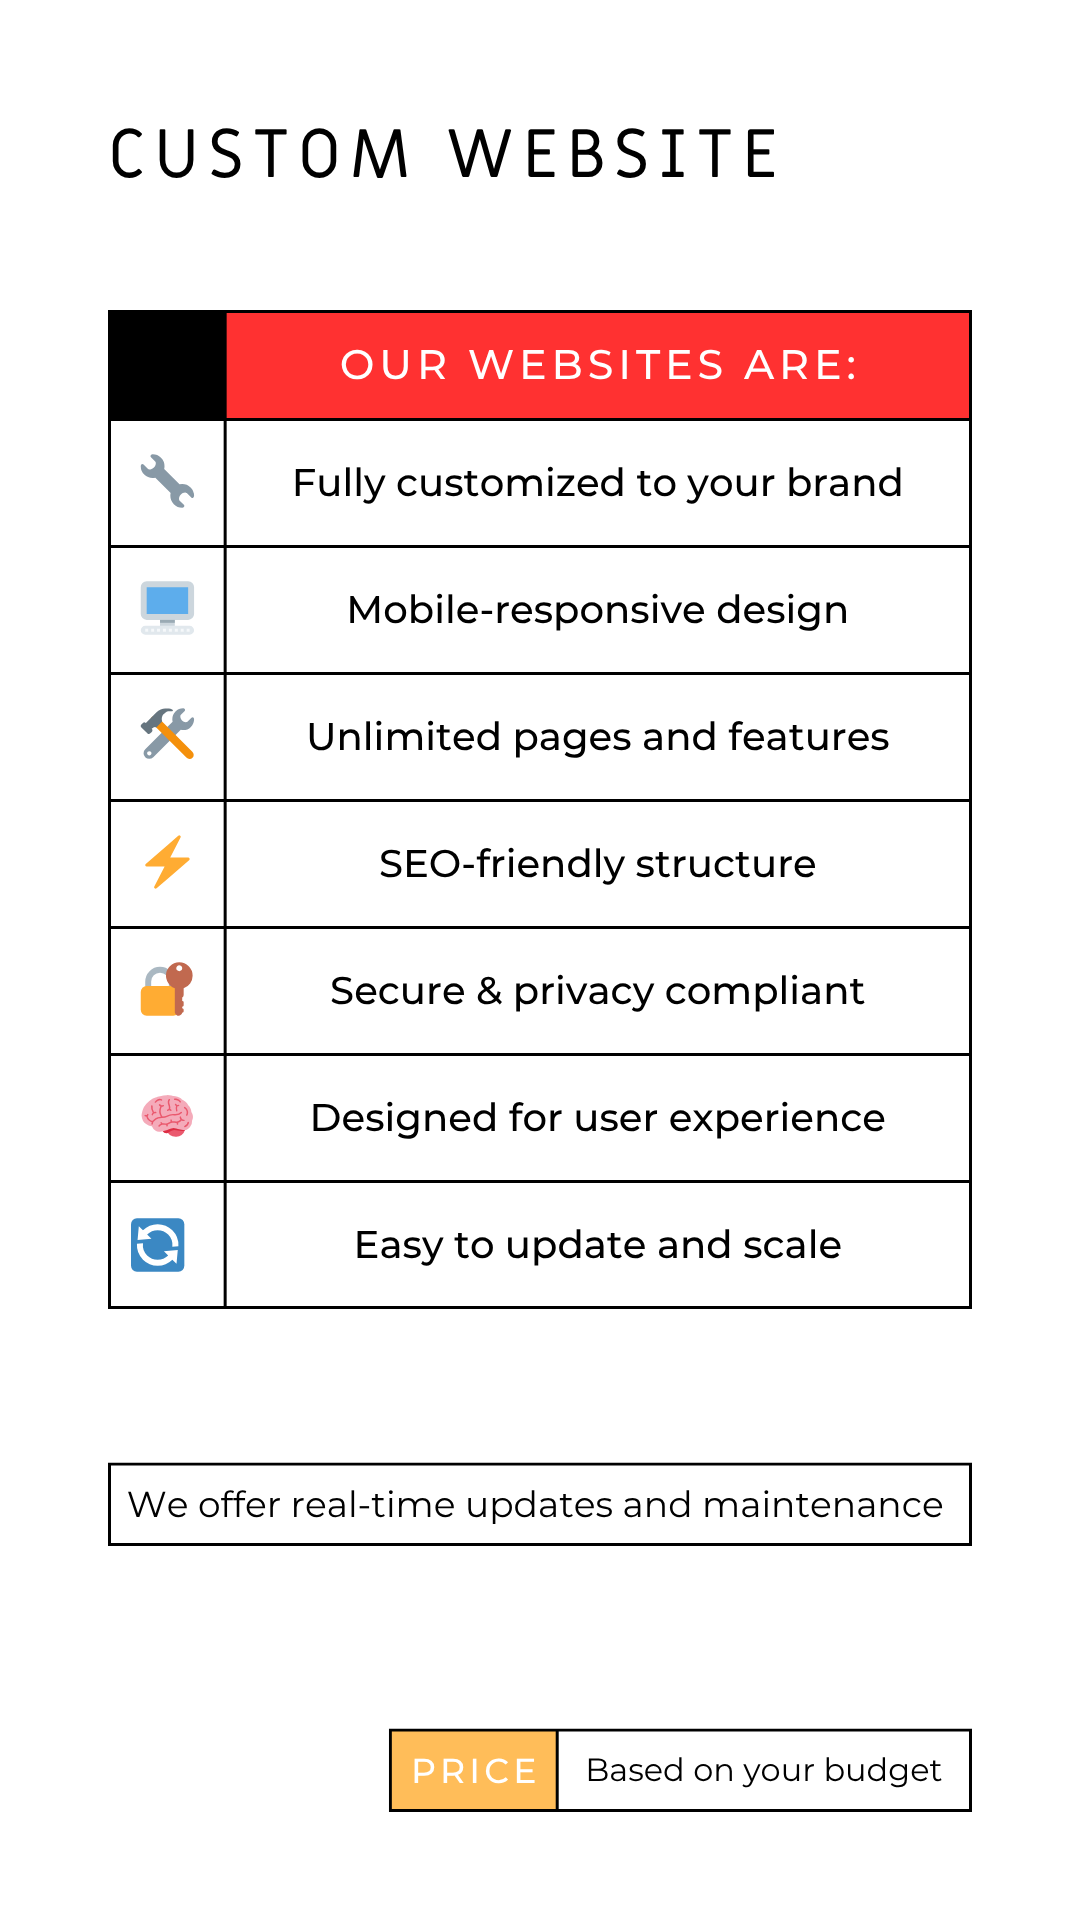 CUSTOM WEBSITE
OUR WEBSITES ARE:
Fully customized to your brand
Mobile-responsive design
Unlimited pages and features
SEO-friendly structure
Secure & privacy compliant
Designed for user experience
Easy to update and scale
We offer real-time updates and maintenance
PRICE
Based on your budget